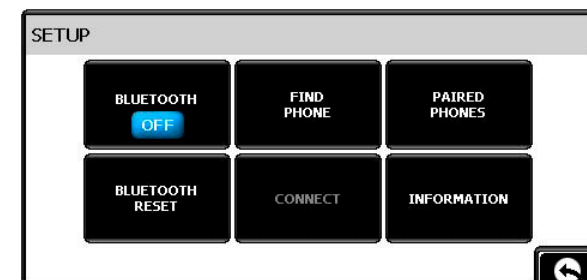 SETUP
BLUETOOTH
OFF
FIND
PHONE
PAIRED
PHONES
BLUETOOTH
RESET
CONNECT
INFORMATION